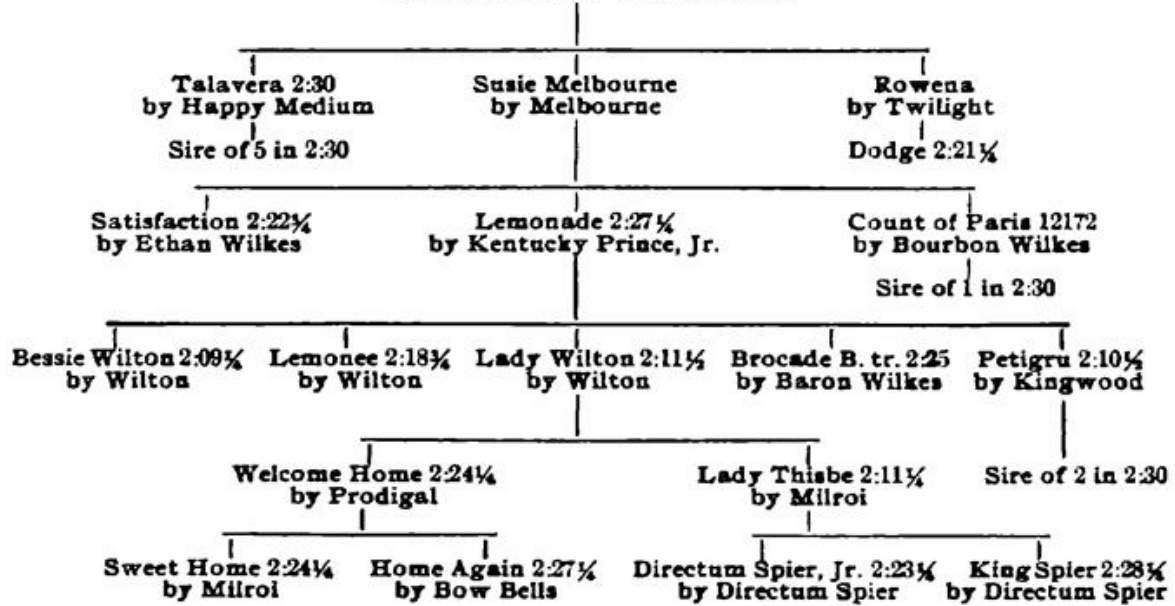 Talavera 2:30 Susie Melbourne Rowena
by Happy Medium by Melbourne by Twilight
Sire of 5 in 2:30 Dodge 2:21¼
Satisfaction 2:22¼ Lemonade 2:27¼ Count of Paris 12172
by Ethan Wilkes by Kentucky Prince, Jr. by Bourbon Wilkes
Sire of 1 in 2:30
Bessie Wilton 2:09¼ Lemonee 2:18¾ Lady Wilton 2:11½ Brocade B. tr. 2:25 Petigru 2:10½
by Wilton by Wilton by Wilton by Baron Wilkes by Kingwood
Welcome Home 2:24¼ Lady Thisbe 2:11¼ Sire of 2 in 2:30
by Prodigal by Milroi
Sweet Home 2:24¼ Home Again 2:27¼ Directum Spier, Jr. 2:23¼ King Spier 2:28¼
by Milroi by Bow Bells by Directum Spier by Directum Spier